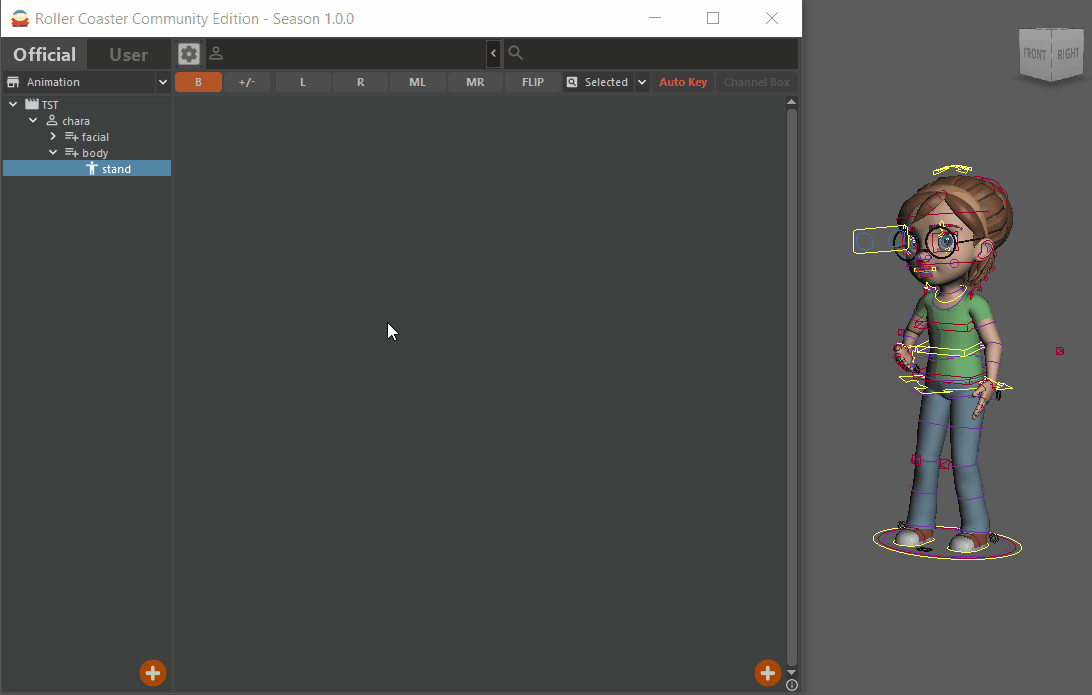 Roller Coaster Community Edition - Season 1.0.0
Official User
Animation B +/- L R ML MR FLIP Selected Auto Key Channel Box
TST
chara
facial
body
stand
FRONT RIGHT